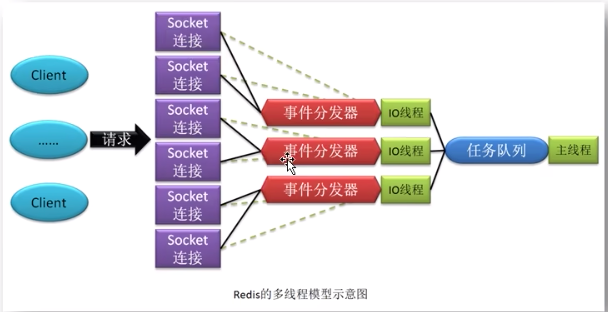 Client
……
Client
请求
Socket
连接
Socket
连接
Socket
连接
Socket
连接
Socket
连接
Socket
连接
事件分发器
IO线程
事件分发器
IO线程
事件分发器
IO线程
任务队列
主线程
Redis的多线程模型示意图